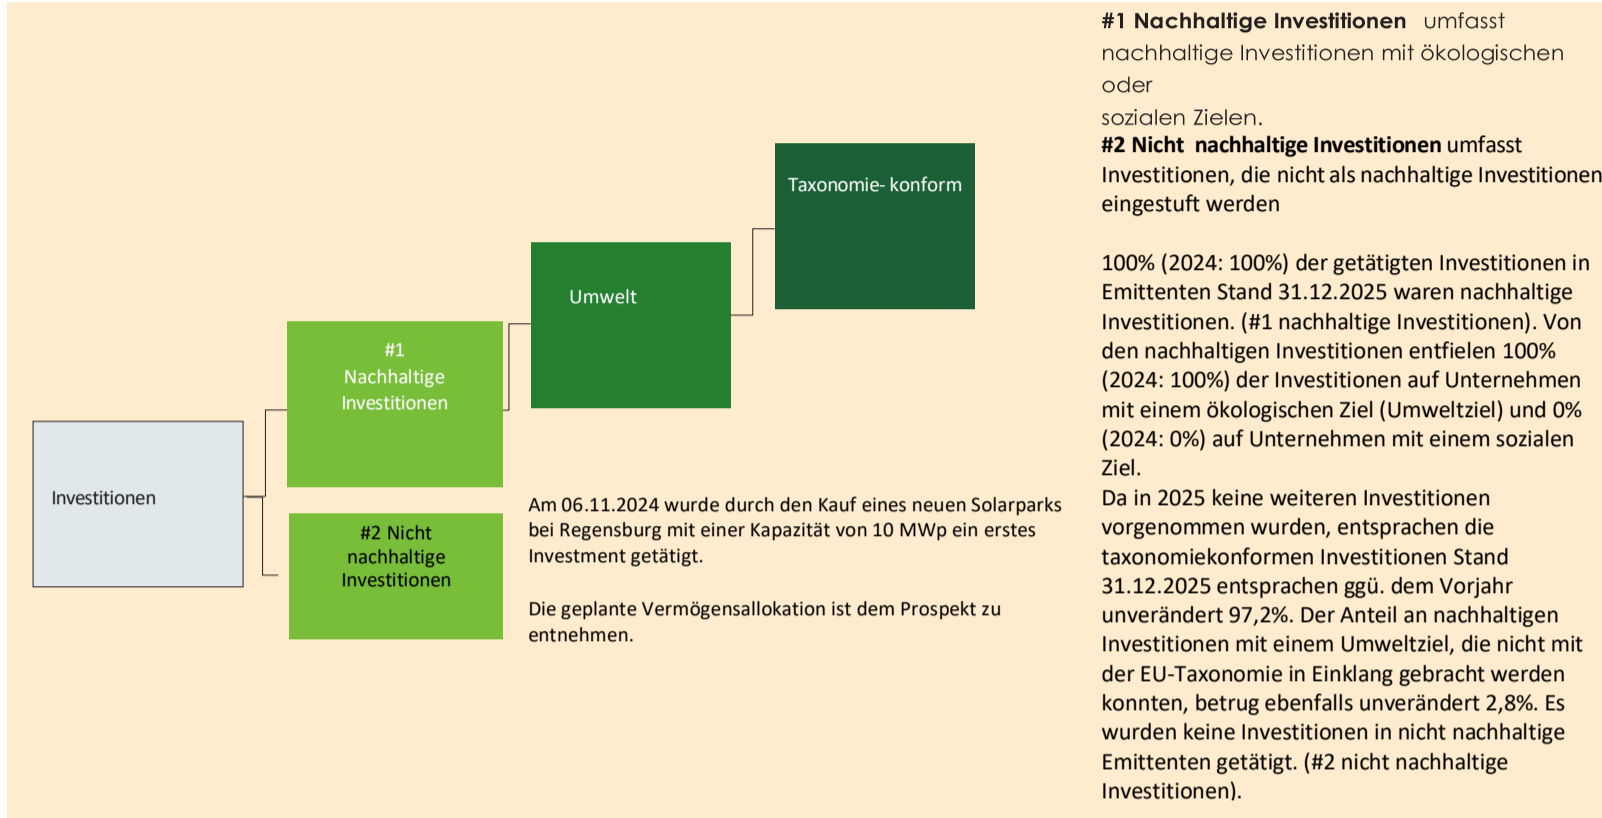 Investitionen
#1
Nachhaltige
Investitionen
#2 Nicht
nachhaltige
Investitionen
Umwelt
Taxonomie- konform
Am 06.11.2024 wurde durch den Kauf eines neuen Solarparks
bei Regensburg mit einer Kapazität von 10 MWp ein erstes
Investment getätigt.
Die geplante Vermögensallokation ist dem Prospekt zu
entnehmen.
#1 Nachhaltige Investitionen umfasst
nachhaltige Investitionen mit ökologischen
oder
sozialen Zielen.
#2 Nicht nachhaltige Investitionen umfasst
Investitionen, die nicht als nachhaltige Investitionen
eingestuft werden
100% (2024: 100%) der getätigten Investitionen in
Emittenten Stand 31.12.2025 waren nachhaltige
Investitionen. (#1 nachhaltige Investitionen). Von
den nachhaltigen Investitionen entfielen 100%
(2024: 100%) der Investitionen auf Unternehmen
mit einem ökologischen Ziel (Umweltziel) und 0%
(2024: 0%) auf Unternehmen mit einem sozialen
Ziel.
Da in 2025 keine weiteren Investitionen
vorgenommen wurden, entsprachen die
taxonomiekonformen Investitionen Stand
31.12.2025 entsprachen ggü. dem Vorjahr
unverändert 97,2%. Der Anteil an nachhaltigen
Investitionen mit einem Umweltziel, die nicht mit
der EU-Taxonomie in Einklang gebracht werden
konnten, betrug ebenfalls unverändert 2,8%. Es
wurden keine Investitionen in nicht nachhaltige
Emittenten getätigt. (#2 nicht nachhaltige
Investitionen).